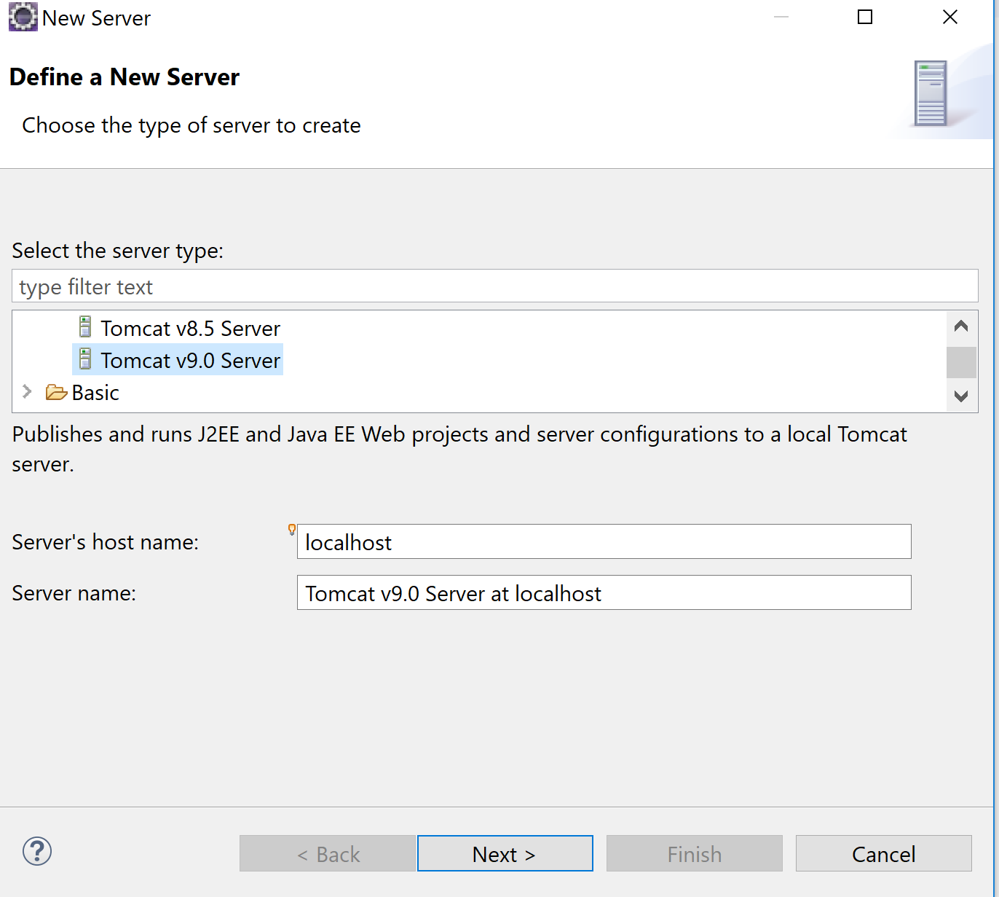 New Server
Define a New Server
Choose the type of server to create
Select the server type:
type filter text
Tomcat v8.5 Server
Tomcat v9.0 Server
Basic
Publishes and runs J2EE and Java EE Web projects and server configurations to a local Tomcat
server.
Server's host name:
localhost
Server name:
Tomcat v9.0 Server at localhost
< Back
Next >
Finish
Cancel